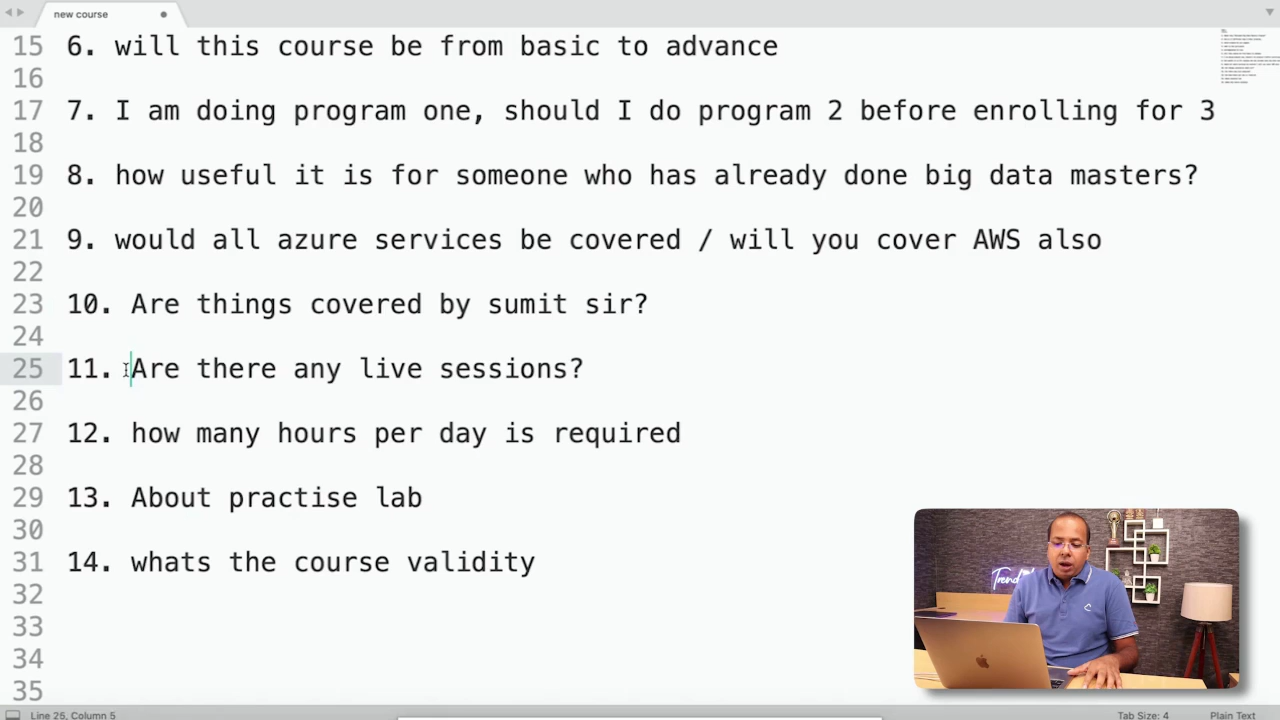 new course
15 6. will this course be from basic to advance
16
17 7. I am doing program one, should I do program 2 before enrolling for 3
18
19 8. how useful it is for someone who has already done big data masters?
20
21 9. would all azure services be covered / will you cover AWS also
22
23 10. Are things covered by sumit sir?
24
25 11. Are there any live sessions?
26
27 12. how many hours per day is required
28
29 13. About practise lab
30
31 14. whats the course validity
32
33
34
35
Line 25, Column 5 Tab Size: 4 Plain Text